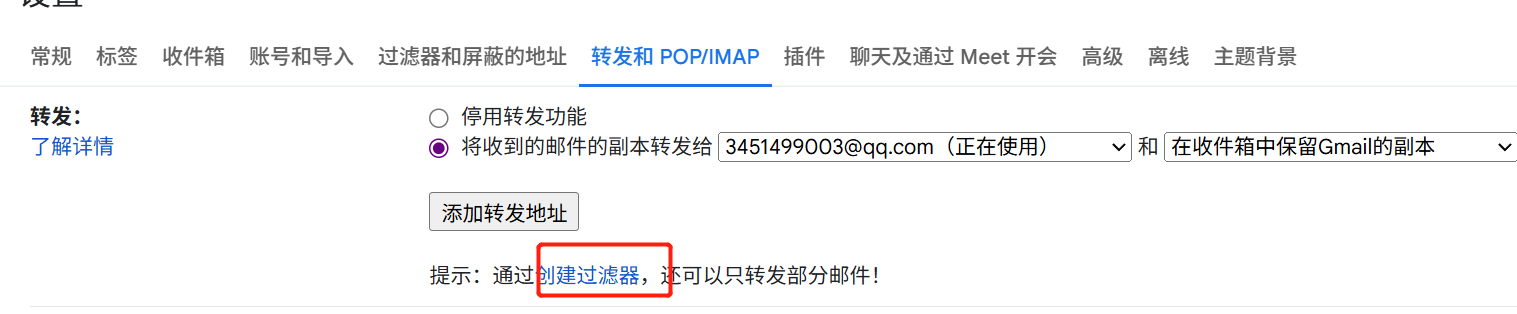 设置
常规 标签 收件箱 账号和导入 过滤器和屏蔽的地址 转发和 POP/IMAP 插件 聊天及通过 Meet 开会 高级 离线 主题背景
转发: 停用转发功能
了解详情 将收到的邮件的副本转发给 3451499003@qq.com（正在使用） 和 在收件箱中保留Gmail的副本
添加转发地址
提示：通过创建过滤器，还可以只转发部分邮件！